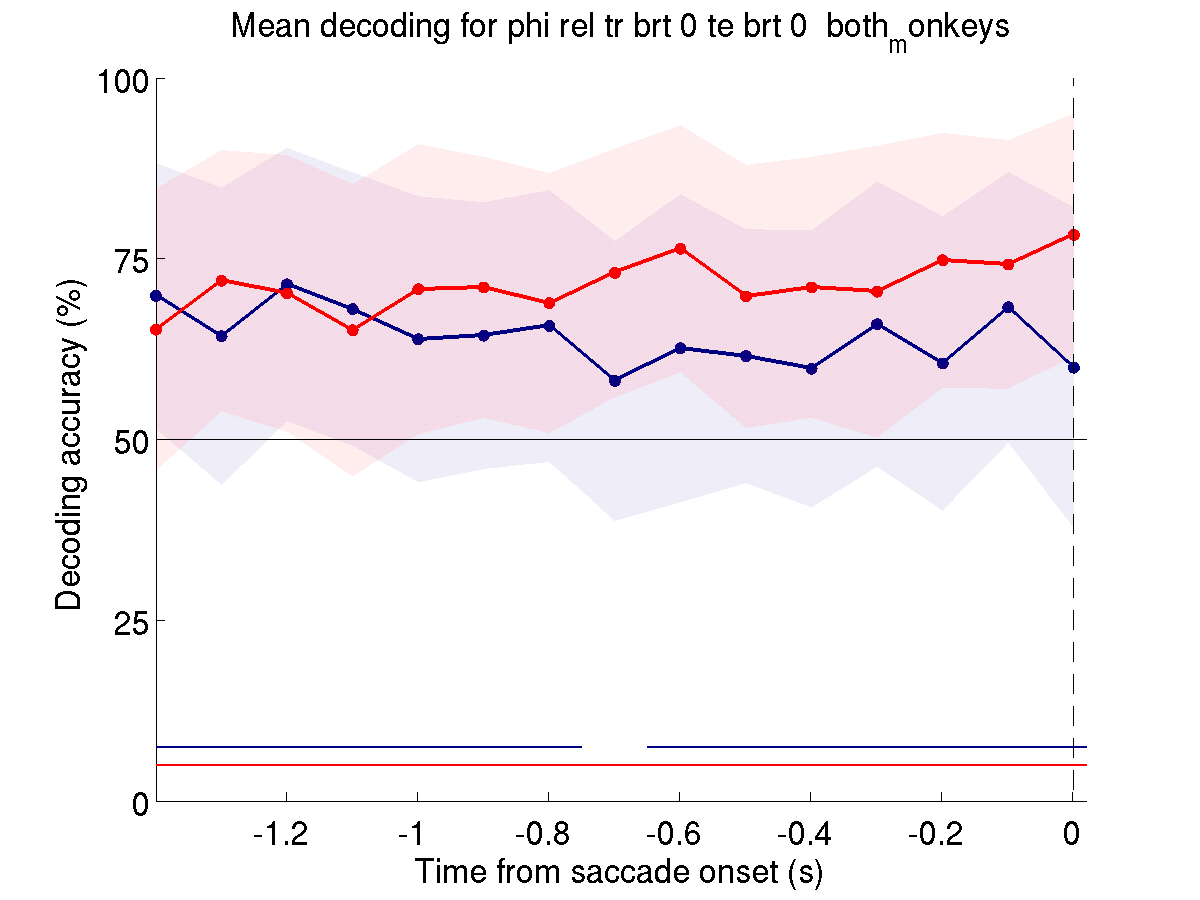 Mean decoding for phi rel tr brt 0 te brt 0 both_monkeys
100
75
50
25
0
Decoding accuracy (%)
-1.2 -1 -0.8 -0.6 -0.4 -0.2 0
Time from saccade onset (s)